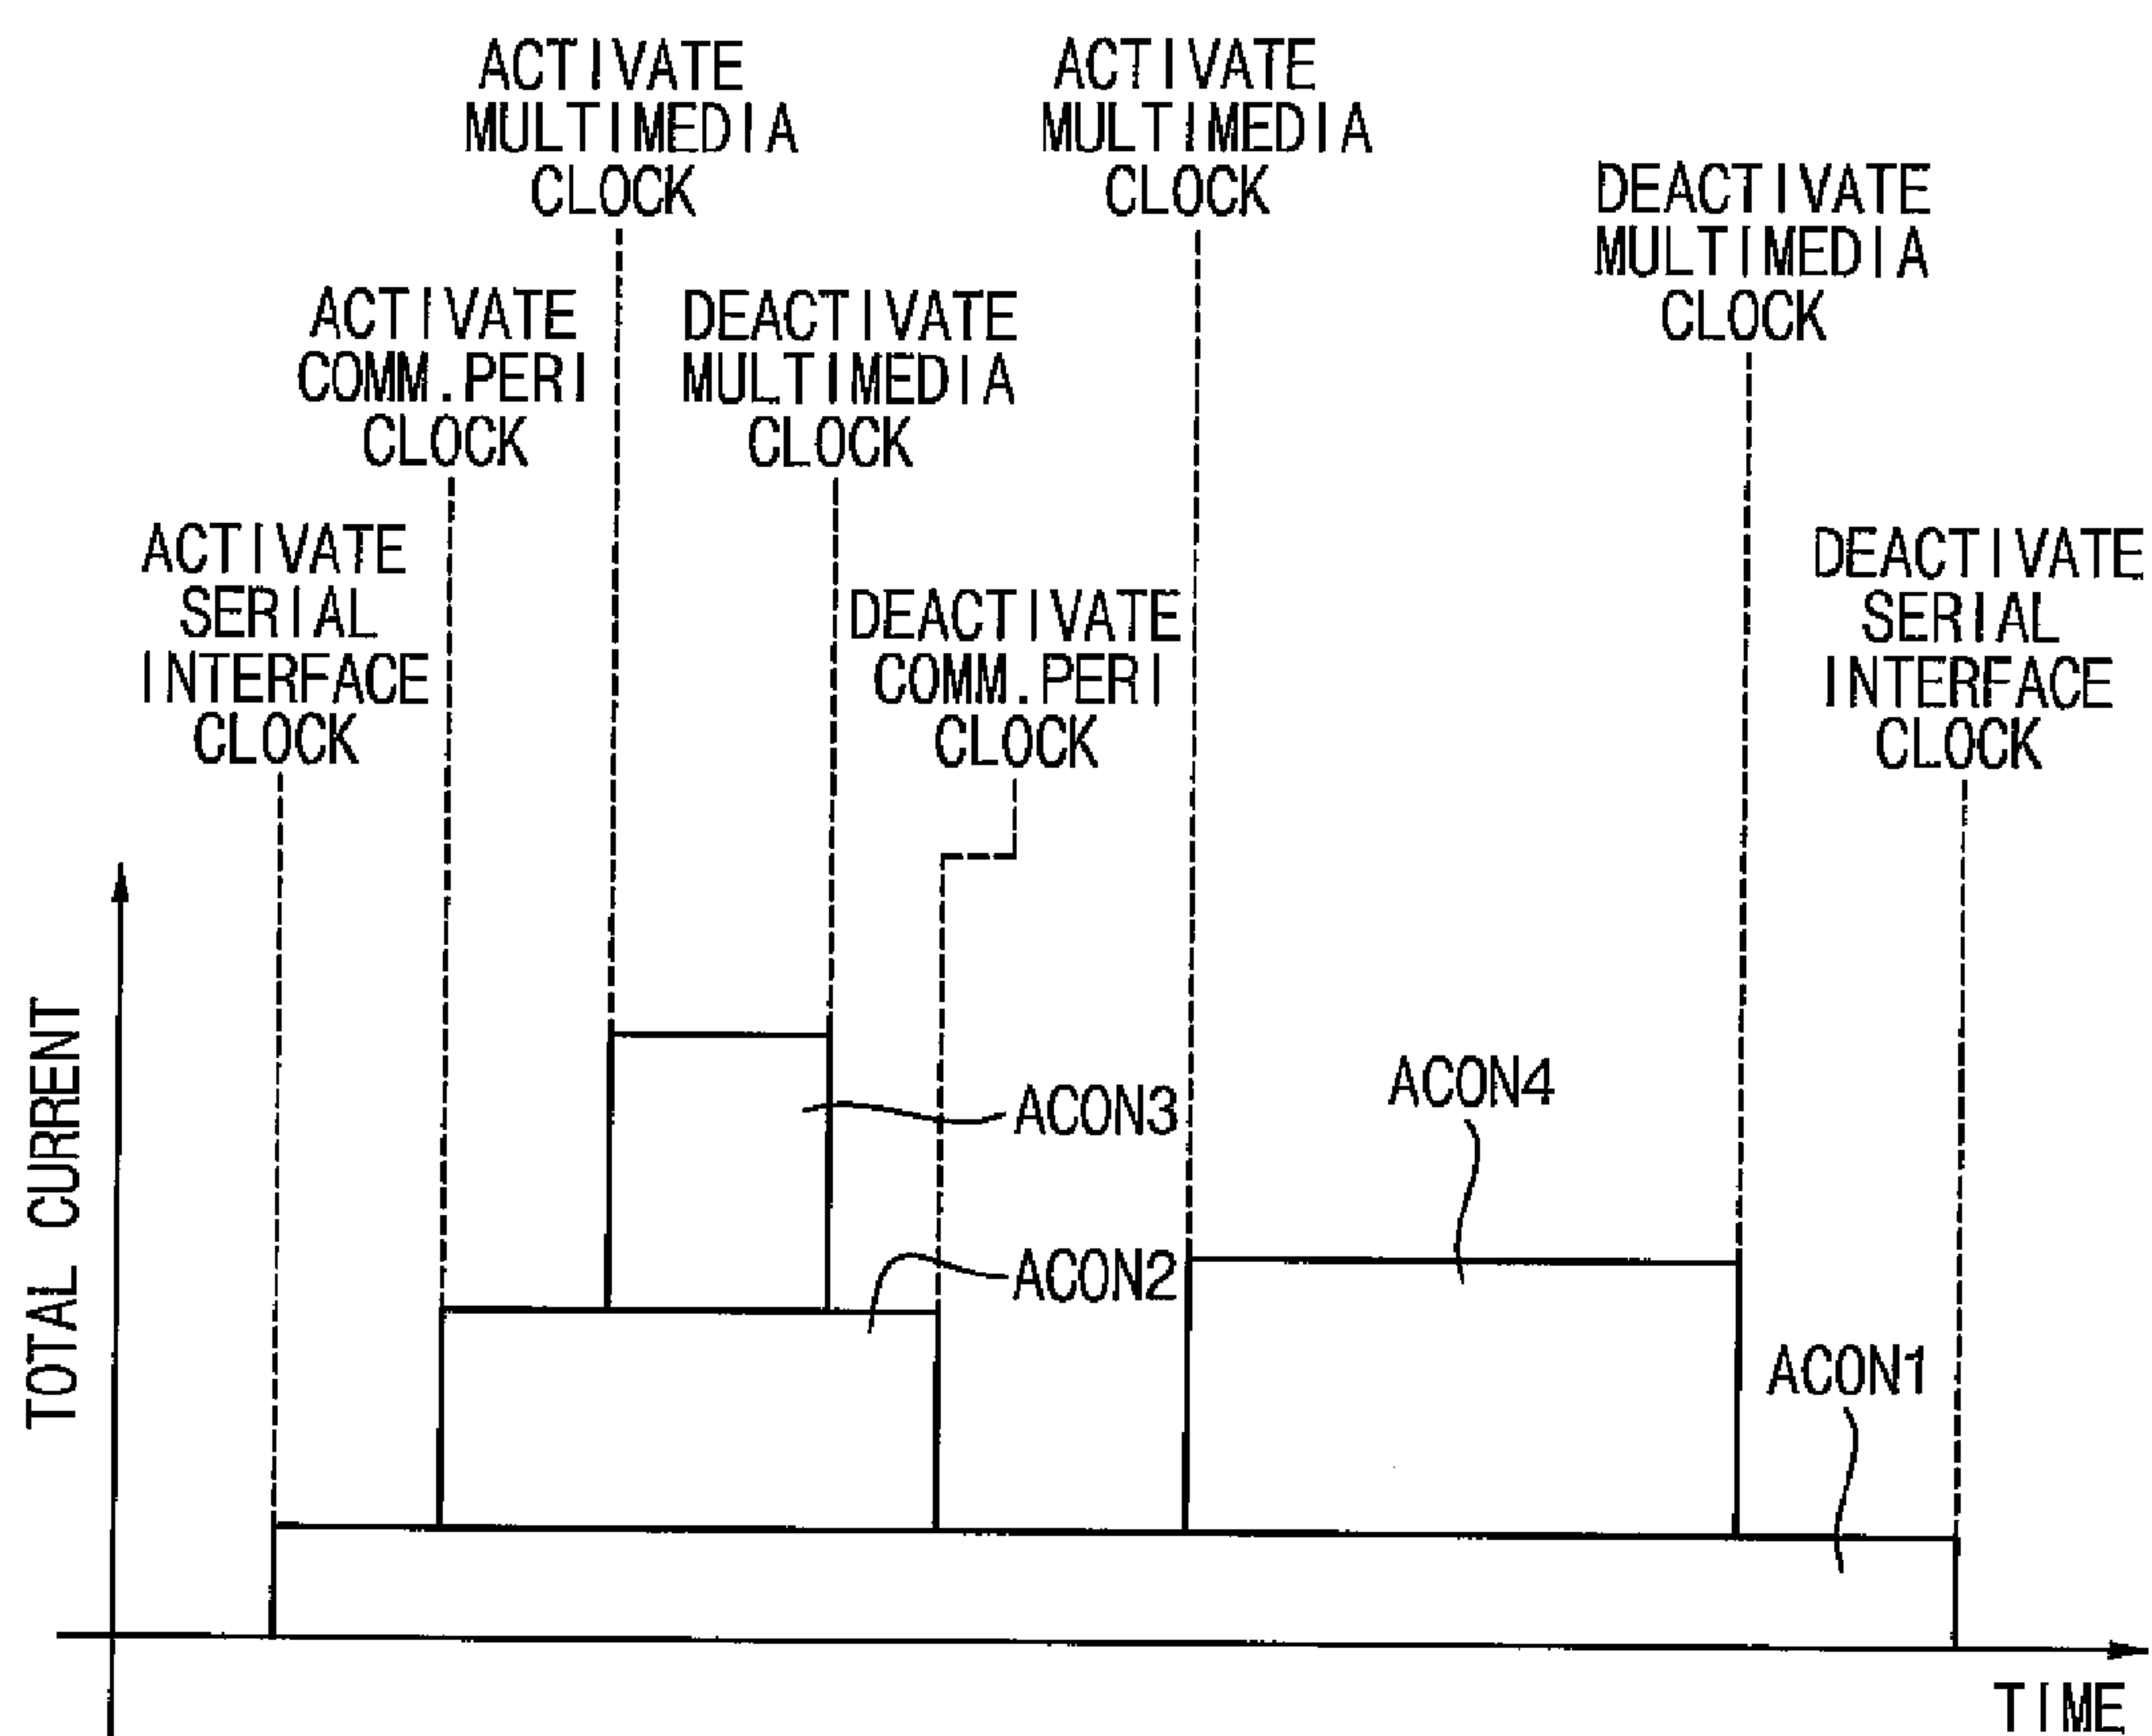 ACTIVATE
MULTIMEDIA
CLOCK
ACTIVATE
MULTIMEDIA
CLOCK
DEACTIVATE
MULTIMEDIA
CLOCK
ACTIVATE
COMM.PERI
CLOCK
DEACTIVATE
MULTIMEDIA
CLOCK
ACTIVATE
SERIAL
INTERFACE
CLOCK
DEACTIVATE
COMM.PERI
CLOCK
DEACTIVATE
SERIAL
INTERFACE
CLOCK
TOTAL CURRENT
ACON3
ACON4
ACON2
ACON1
TIME